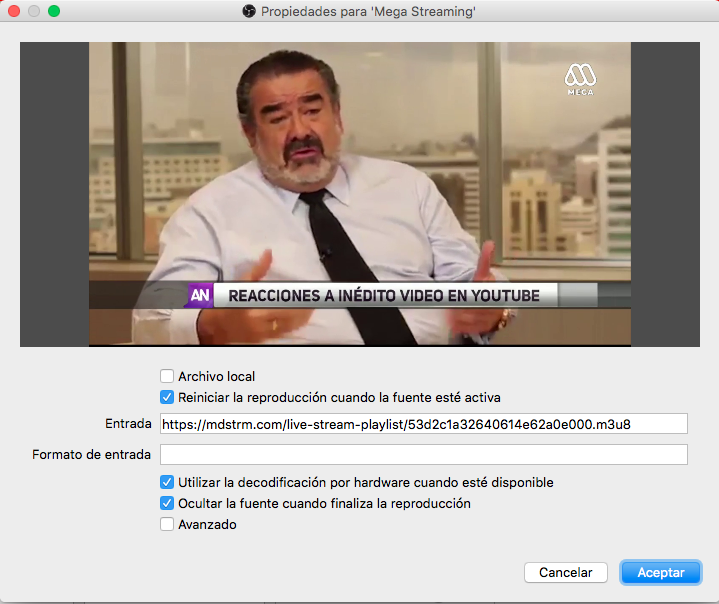 Propiedades para 'Mega Streaming'
MEGA
AN REACCIONES A INÉDITO VIDEO EN YOUTUBE
Archivo local
Reiniciar la reproducción cuando la fuente esté activa
Entrada https://mdstrm.com/live-stream-playlist/53d2c1a32640614e62a0e000.m3u8
Formato de entrada
Utilizar la decodificación por hardware cuando esté disponible
Ocultar la fuente cuando finaliza la reproducción
Avanzado
Cancelar Aceptar